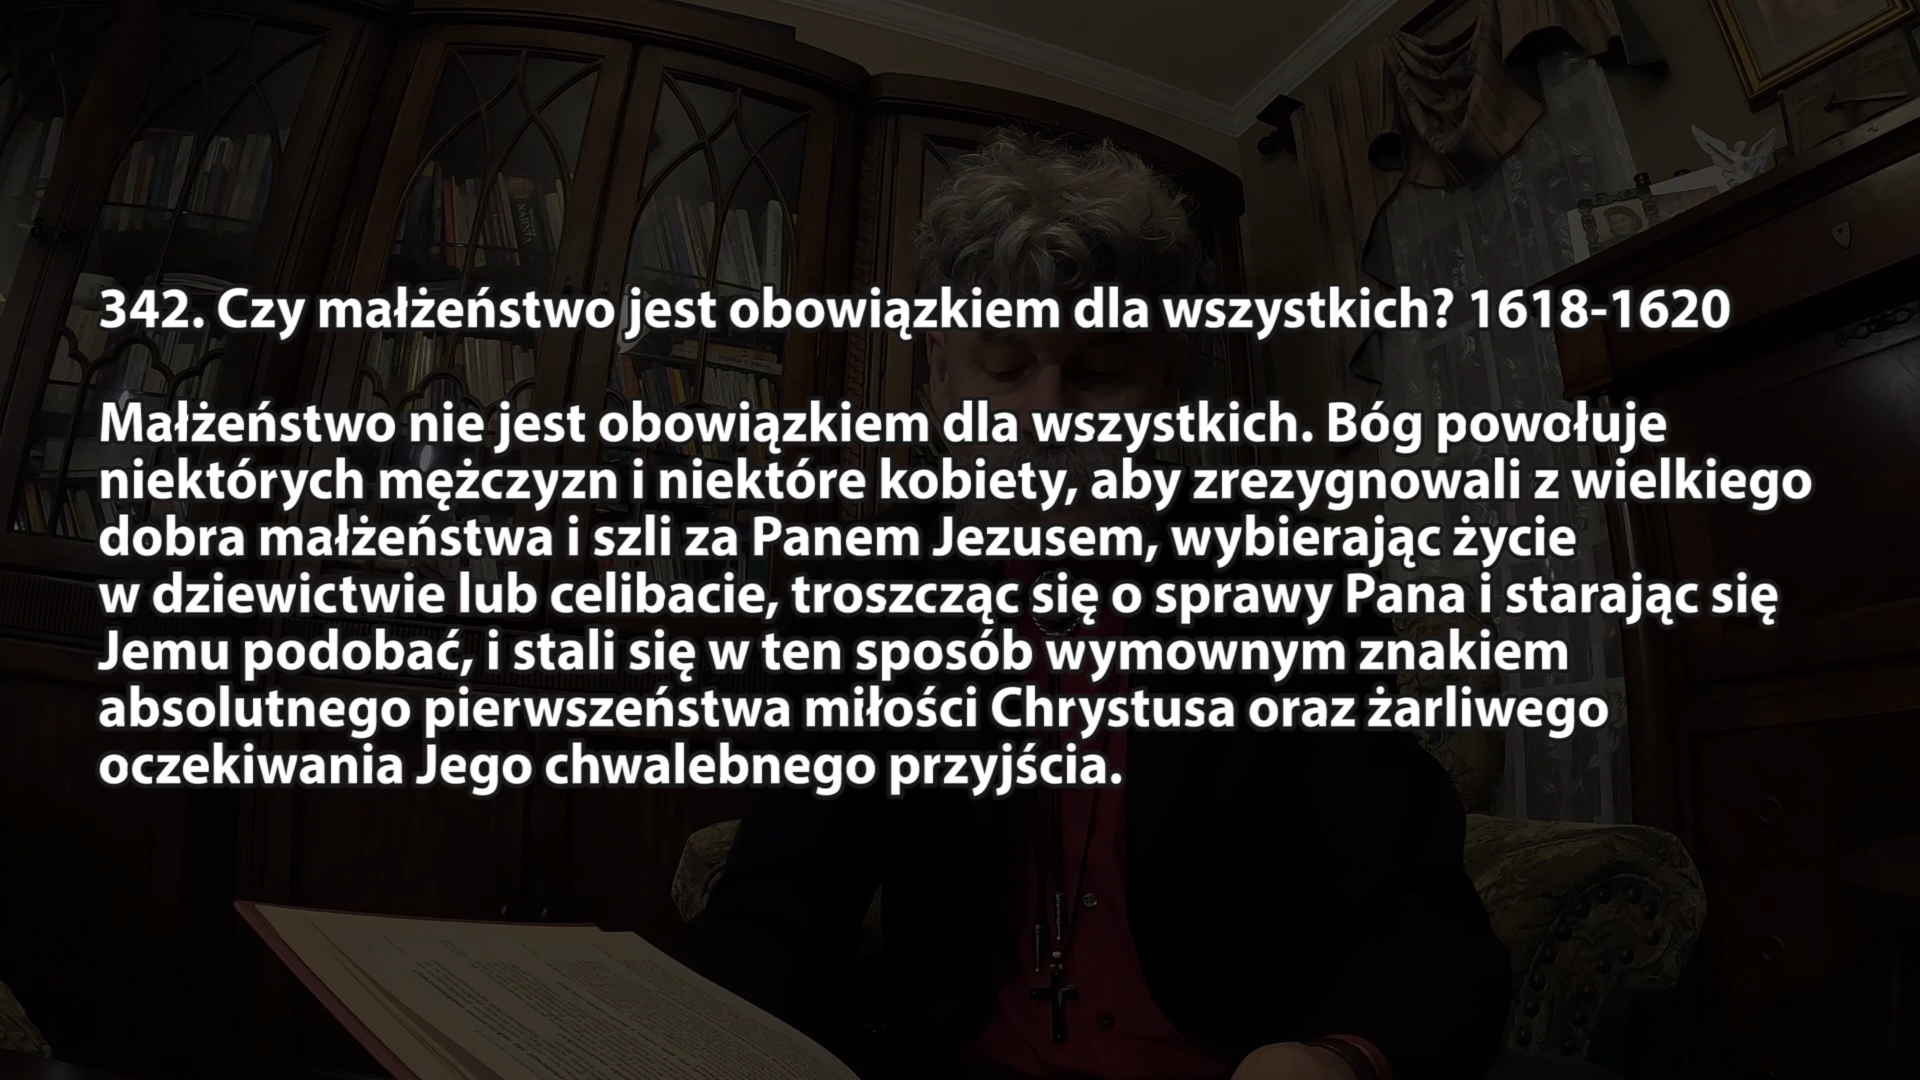 342. Czy małżeństwo jest obowiązkiem dla wszystkich? 1618-1620
Małżeństwo nie jest obowiązkiem dla wszystkich. Bóg powołuje
niektórych mężczyzn i niektóre kobiety, aby zrezygnowali z wielkiego
dobra małżeństwa i szli za Panem Jezusem, wybierając życie
w dziewictwie lub celibacie, troszcząc się o sprawy Pana i starając się
Jemu podobać, i stali się w ten sposób wymownym znakiem
absolutnego pierwszeństwa miłości Chrystusa oraz żarliwego
oczekiwania Jego chwalebnego przyjścia.